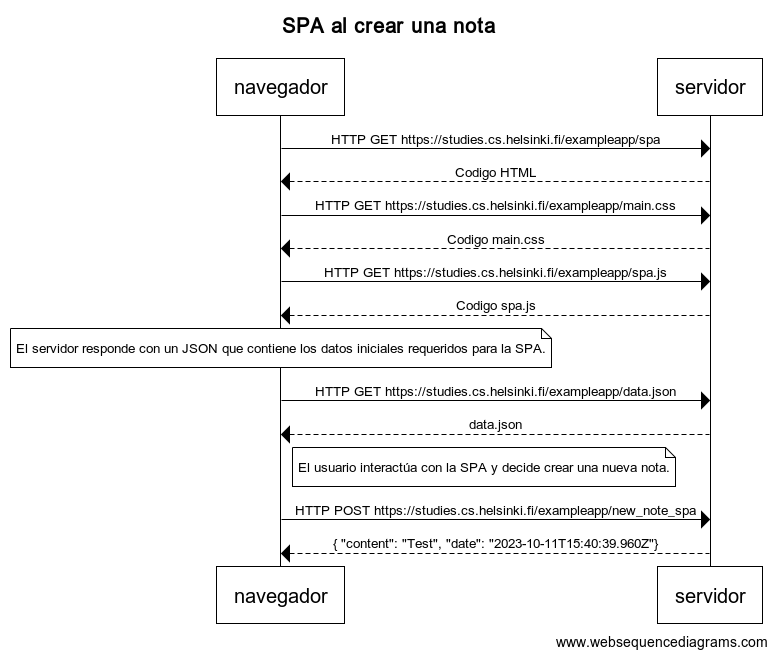 SPA al crear una nota
navegador
servidor
HTTP GET https://studies.cs.helsinki.fi/exampleapp/spa
Codigo HTML
HTTP GET https://studies.cs.helsinki.fi/exampleapp/main.css
Codigo main.css
HTTP GET https://studies.cs.helsinki.fi/exampleapp/spa.js
Codigo spa.js
El servidor responde con un JSON que contiene los datos iniciales requeridos para la SPA.
HTTP GET https://studies.cs.helsinki.fi/exampleapp/data.json
data.json
El usuario interactúa con la SPA y decide crear una nueva nota.
HTTP POST https://studies.cs.helsinki.fi/exampleapp/new_note_spa
{ "content": "Test", "date": "2023-10-11T15:40:39.960Z"}
navegador
servidor
www.websequencediagrams.com